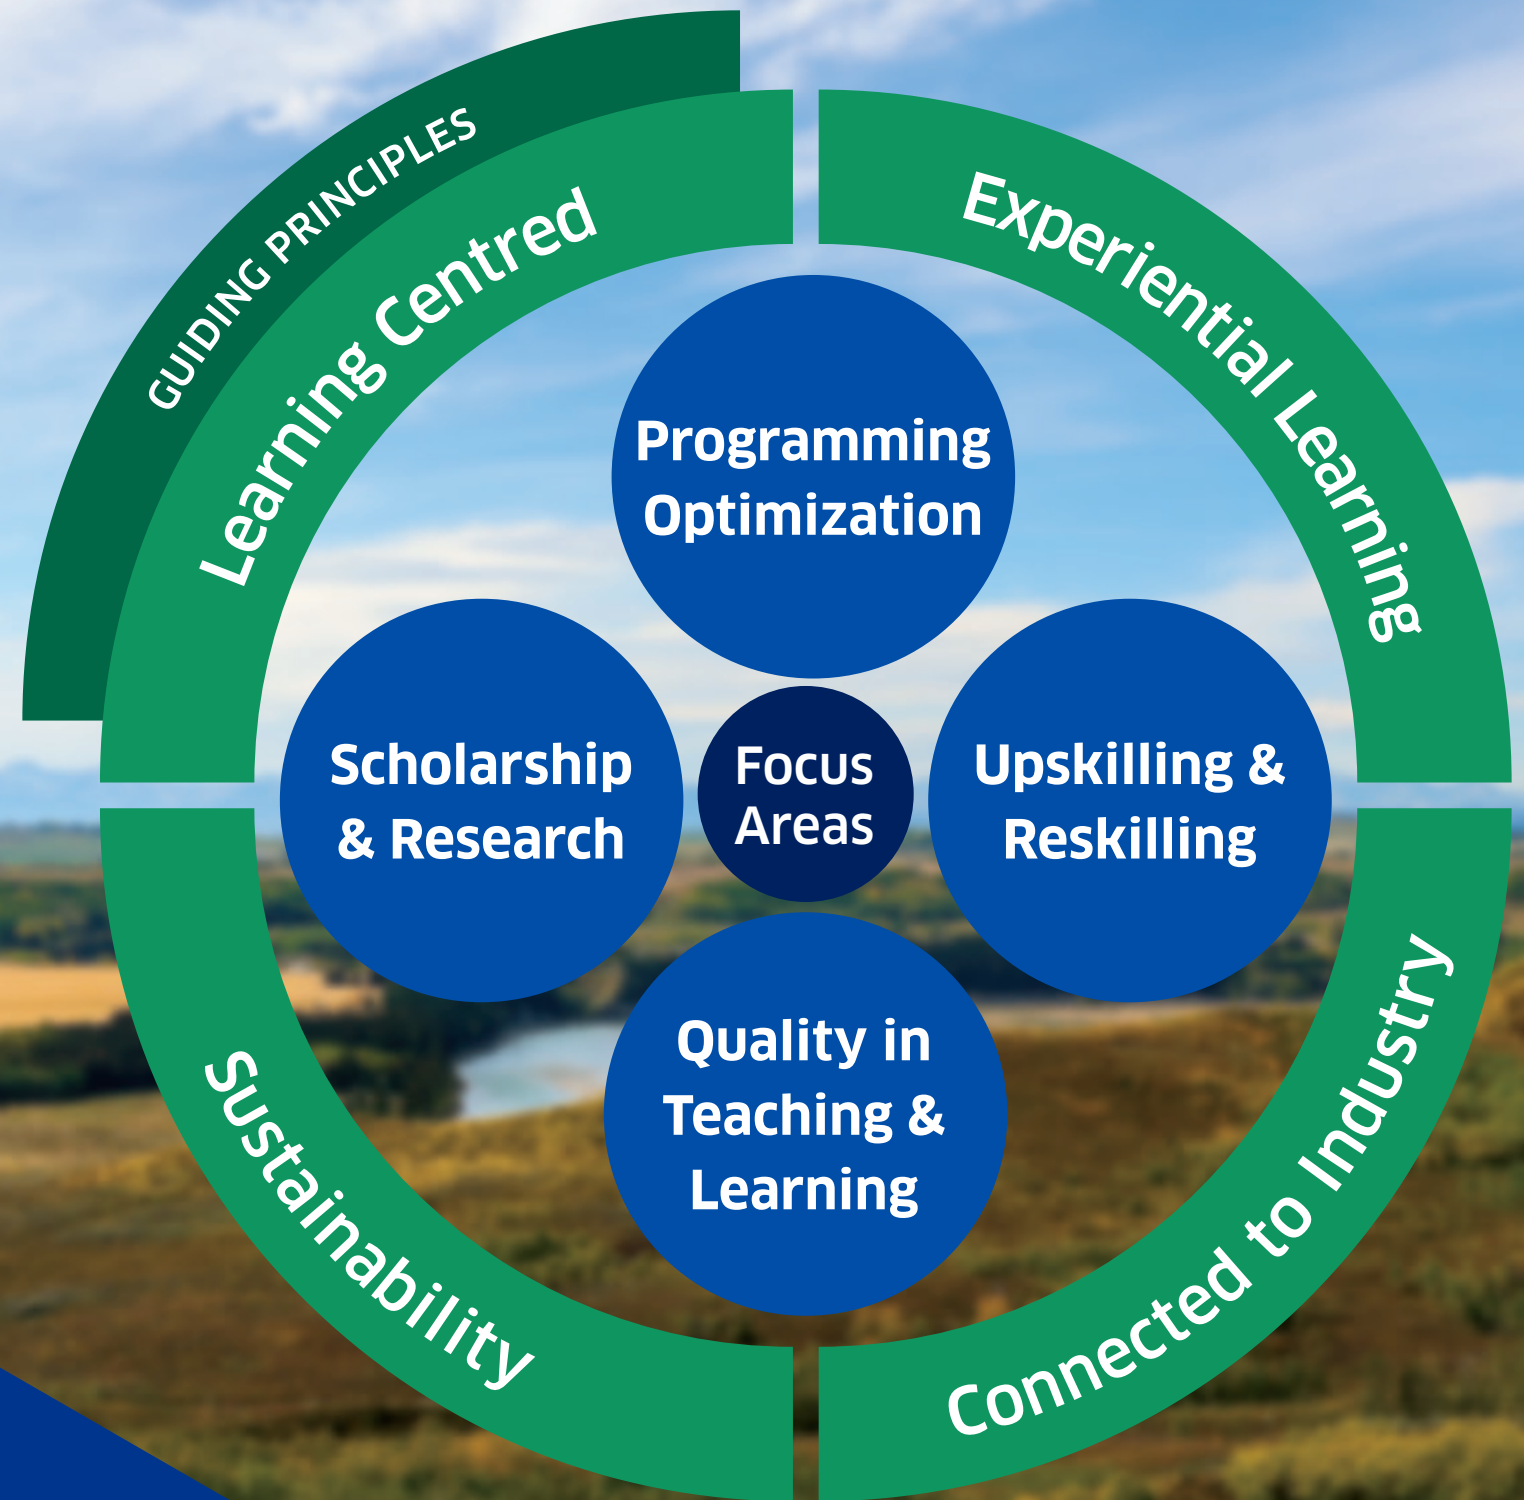 GUIDING PRINCIPLES
Learning Centred
Experiential Learning
Programming
Optimization
Scholarship
& Research
Focus
Areas
Upskilling &
Reskilling
Quality in
Teaching &
Learning
Sustainability
Connected to Industry